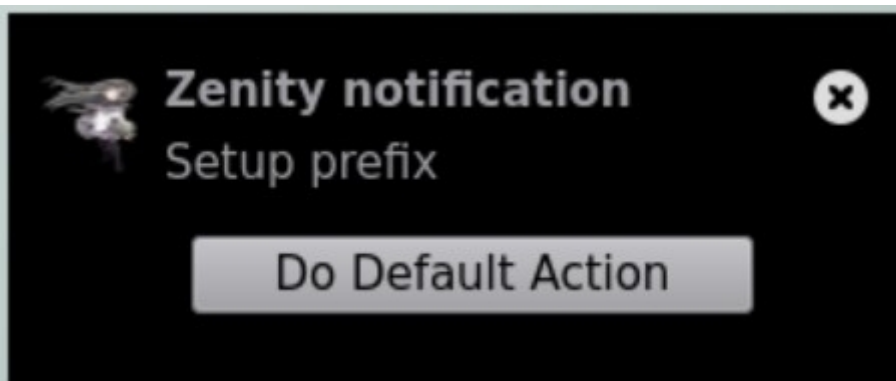 Zenity notification
Setup prefix
Do Default Action